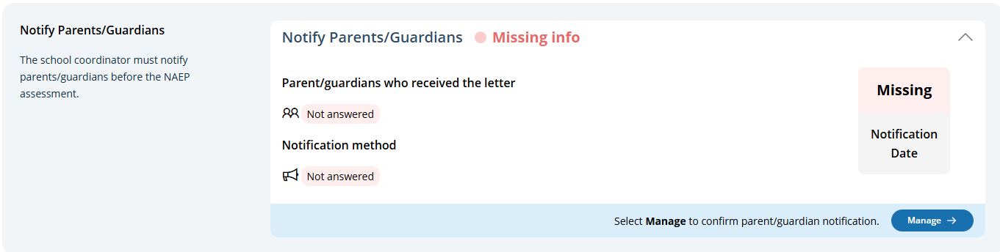 Notify Parents/Guardians
The school coordinator must notify
parents/guardians before the NAEP
assessment.
Notify Parents/Guardians Missing info
Parent/guardians who received the letter
Not answered
Notification method
Not answered
Missing
Notification
Date
Select Manage to confirm parent/guardian notification. Manage →